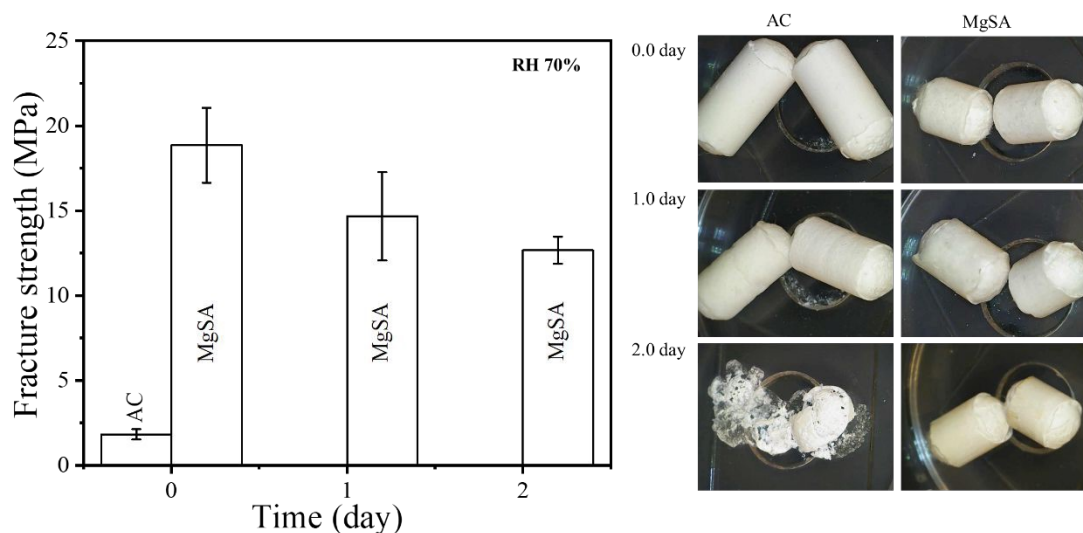 25
20
15
10
5
0
Fracture strength (MPa)
RH 70%
AC
MgSA
MgSA
MgSA
0
1
2
Time (day)
AC
MgSA
0.0 day
1.0 day
2.0 day